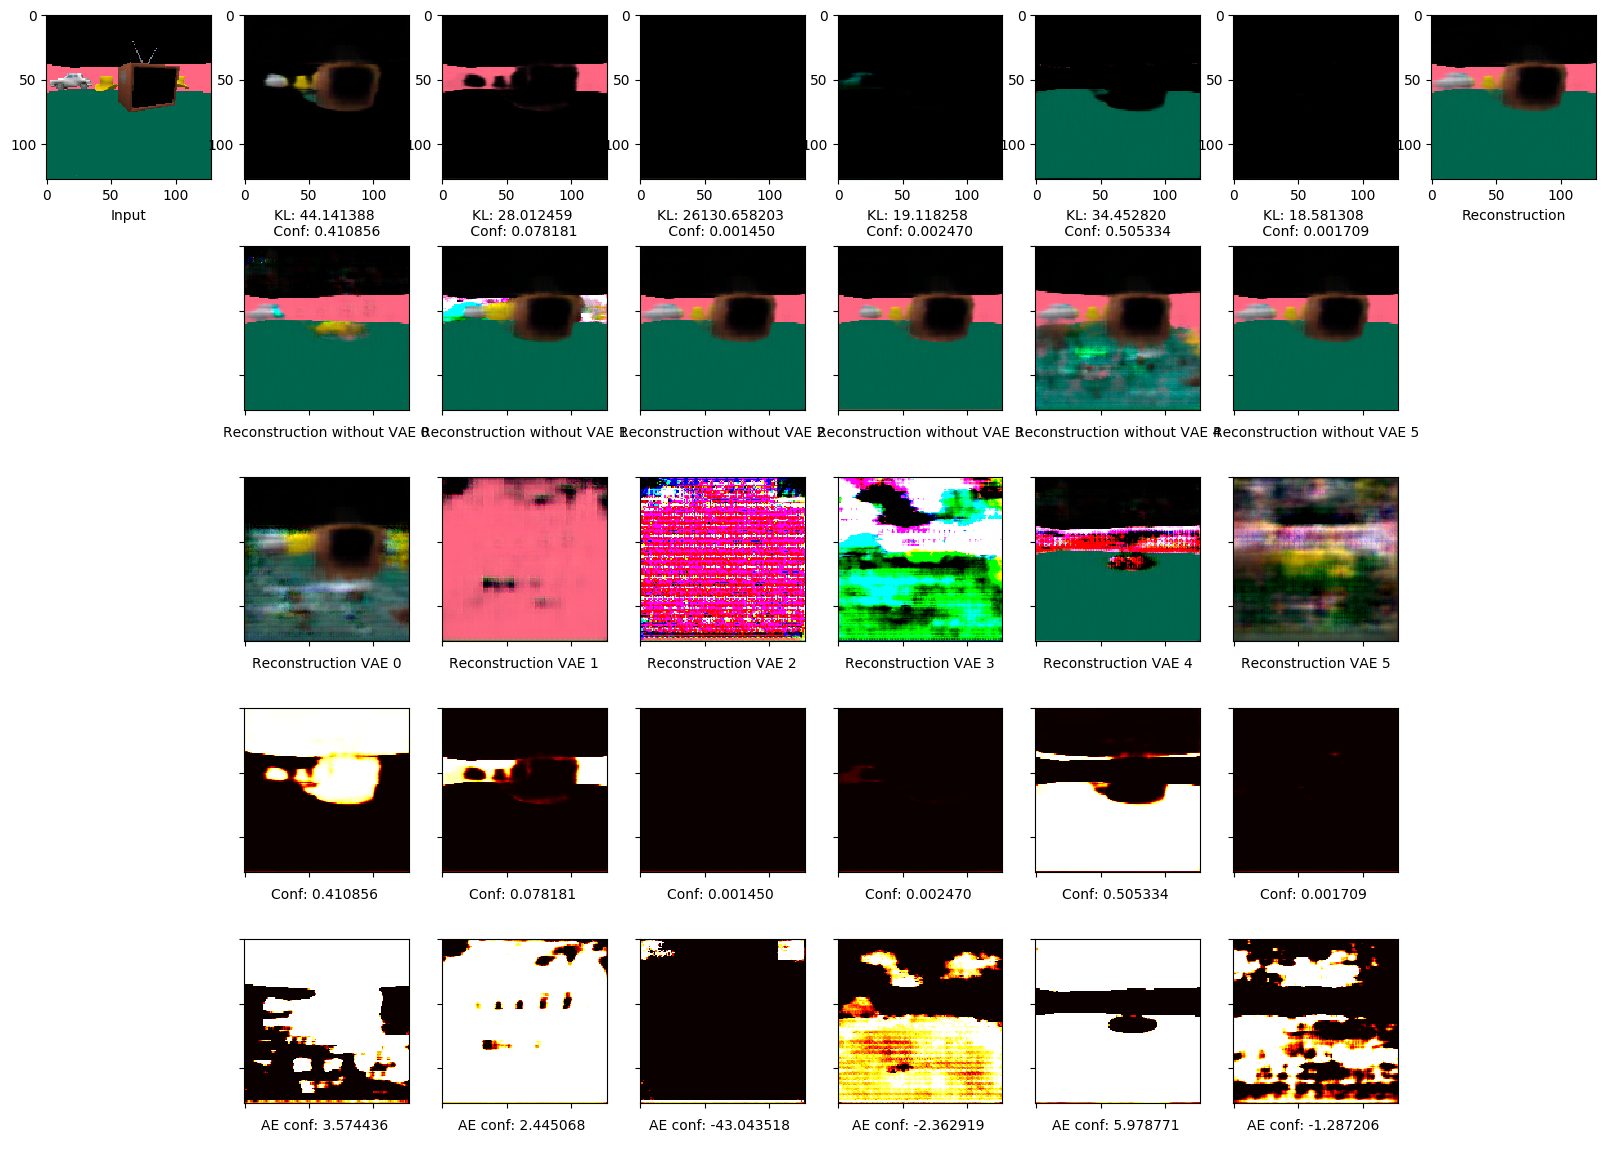 0
0
0
0
0
0
0
0
50
50
50
50
50
50
50
50
100
100
100
100
100
100
100
100
0 50 100
0 50 100
0 50 100
0 50 100
0 50 100
0 50 100
0 50 100
0 50 100
Input
KL: 44.141388
Conf: 0.410856
KL: 28.012459
Conf: 0.078181
KL: 26130.658203
Conf: 0.001450
KL: 19.118258
Conf: 0.002470
KL: 34.452820
Conf: 0.505334
KL: 18.581308
Conf: 0.001709
Reconstruction
Reconstruction without VAE 0
Reconstruction without VAE 1
Reconstruction without VAE 2
Reconstruction without VAE 3
Reconstruction without VAE 4
Reconstruction without VAE 5
Reconstruction VAE 0
Reconstruction VAE 1
Reconstruction VAE 2
Reconstruction VAE 3
Reconstruction VAE 4
Reconstruction VAE 5
Conf: 0.410856
Conf: 0.078181
Conf: 0.001450
Conf: 0.002470
Conf: 0.505334
Conf: 0.001709
AE conf: 3.574436
AE conf: 2.445068
AE conf: -43.043518
AE conf: -2.362919
AE conf: 5.978771
AE conf: -1.287206